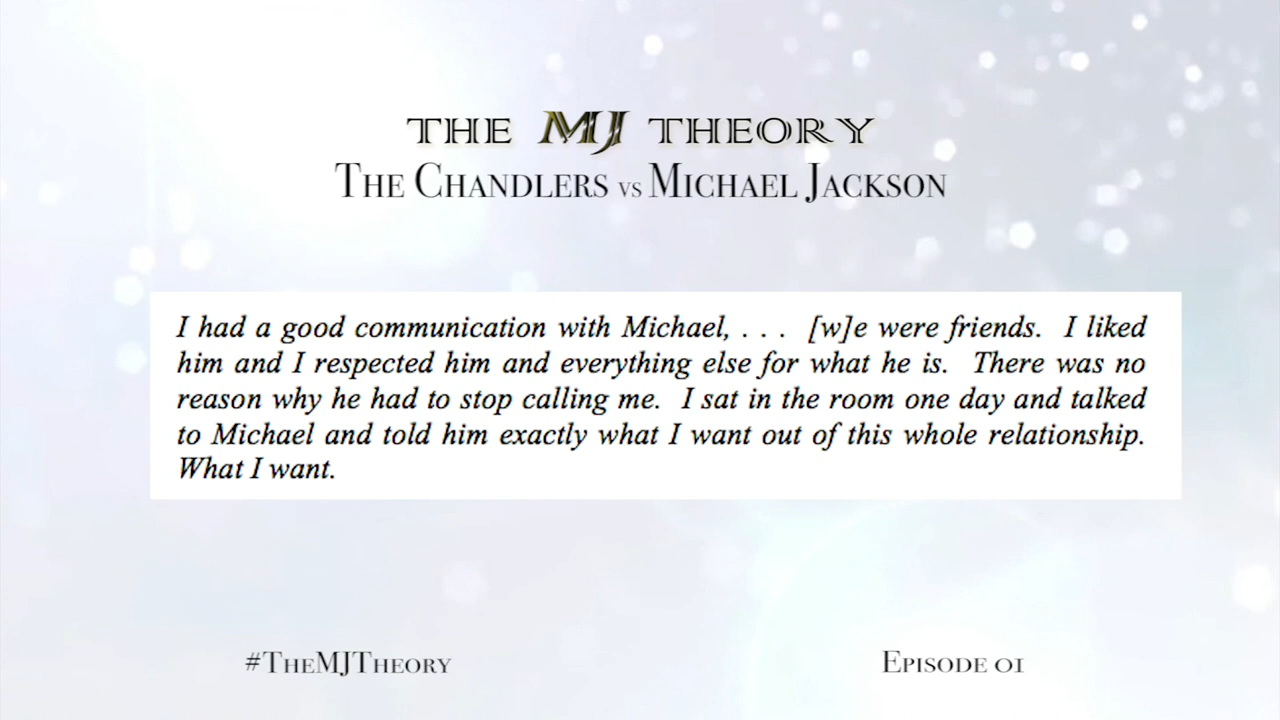 THE MJ THEORY
THE CHANDLERS VS MICHAEL JACKSON
I had a good communication with Michael, . . . [w]e were friends. I liked
him and I respected him and everything else for what he is. There was no
reason why he had to stop calling me. I sat in the room one day and talked
to Michael and told him exactly what I want out of this whole relationship.
What I want.
#THEMJTHEORY
EPISODE 01